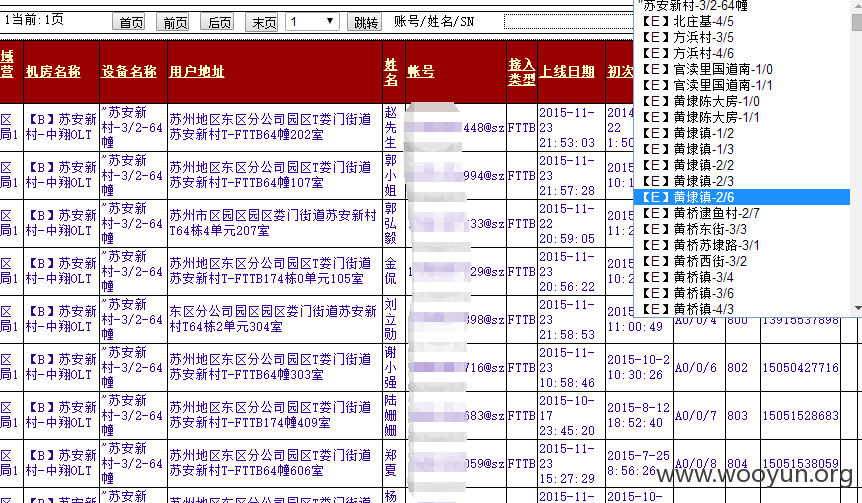 1当前:1页 首页 前页 后页 末页 1 跳转 账号/姓名/SN
"苏安新村-3/2-64幢
【E】北庄基-4/5
【E】方浜村-3/5
【E】方浜村-4/6
【E】官渎里国道南-1/0
【E】官渎里国道南-1/1
【E】黄埭陈大房-1/0
【E】黄埭陈大房-1/1
【E】黄埭镇-1/2
【E】黄埭镇-1/3
【E】黄埭镇-2/2
【E】黄埭镇-2/3
【E】黄埭镇-2/6
【E】黄桥逮鱼村-2/7
【E】黄桥东街-3/3
【E】黄桥苏埭路-3/1
【E】黄桥西街-3/2
【E】黄桥镇-3/4
【E】黄桥镇-3/6
【E】黄桥镇-4/3
域营 机房名称 设备名称 用户地址 姓名 帐号 接入类型 上线日期 初次
区局1 【B】苏安新村-中翔OLT "苏安新村-3/2-64幢 苏州地区东区分公司园区T娄门街道苏安新村T-FTTB64幢202室 赵先生 448@sz FTTB 2015-11-23 21:53:03 2014 22 1:50
区局1 【B】苏安新村-中翔OLT "苏安新村-3/2-64幢 苏州地区东区分公司园区T娄门街道苏安新村T-FTTB64幢107室 郭小姐 994@sz FTTB 2015-11-23 21:57:28 2015 10:1
区局1 【B】苏安新村-中翔OLT "苏安新村-3/2-64幢 苏州市区园区园区娄门街道苏安新村T64栋4单元207室 郭弘毅 33@sz FTTB 2015-11-22 20:59:05 2015 11:2
区局1 【B】苏安新村-中翔OLT "苏安新村-3/2-64幢 苏州地区东区分公司园区T娄门街道苏安新村T-FTTB174栋0单元105室 金侃 29@sz FTTB 2015-11-23 20:56:22 2015 10:2
区局1 【B】苏安新村-中翔OLT "苏安新村-3/2-64幢 东区分公司园区园区娄门街道苏安新村T64栋2单元304室 刘立勋 398@sz FTTB 2015-11-23 21:58:53 2015 11:00:49 A0/0/4 800 13915537898
区局1 【B】苏安新村-中翔OLT "苏安新村-3/2-64幢 苏州地区东区分公司园区T娄门街道苏安新村T-FTTB64幢303室 谢小强 716@sz FTTB 2015-11-23 10:58:46 2015-10-2 10:30:26 A0/0/6 802 15050427716
区局1 【B】苏安新村-中翔OLT "苏安新村-3/2-64幢 苏州地区东区分公司园区T娄门街道苏安新村T-FTTB174幢409室 陆姗姗 683@sz FTTB 2015-10-17 23:45:20 2015-8-12 18:52:40 A0/0/7 803 15051528683
区局1 【B】苏安新村-中翔OLT "苏安新村-3/2-64幢 苏州地区东区分公司园区T娄门街道苏安新村T-FTTB64幢606室 郑夏 059@sz FTTB 2015-11-23 15:27:29 2015-7-25 8:56:26 A0/0/8 804 15051538059
"苏安新 杨 2015-11- 2015-10-
www.wooyun.org